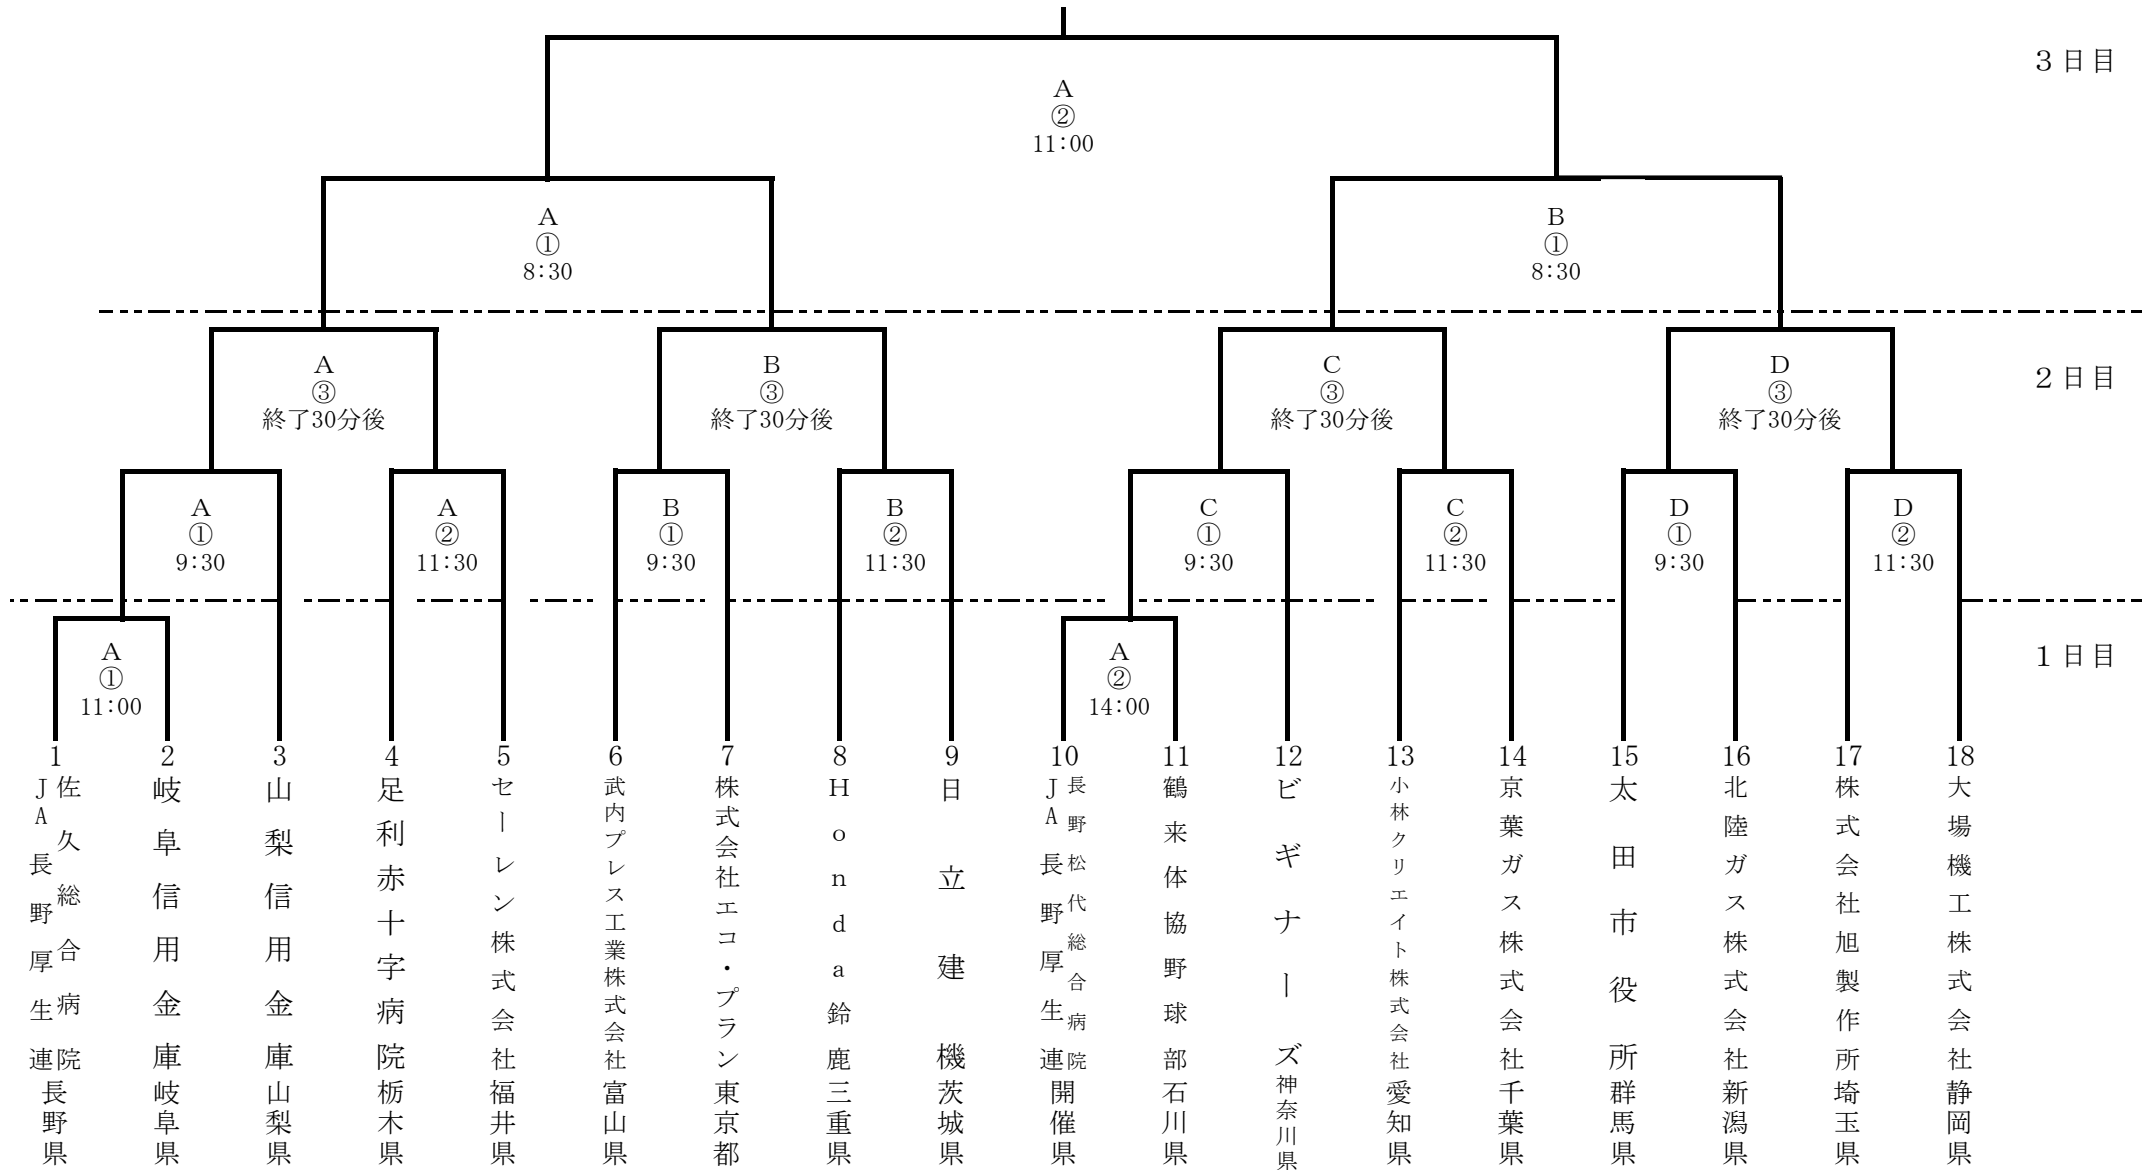 3日目
A
②
11:00
A
①
8:30
B
①
8:30
A
③
終了30分後
B
③
終了30分後
C
③
終了30分後
D
③
終了30分後
2日目
A
①
9:30
A
②
11:30
B
①
9:30
B
②
11:30
C
①
9:30
C
②
11:30
D
①
9:30
D
②
11:30
A
①
11:00
A
②
14:00
1日目
1
JA長野厚生連
佐久総合病院
長野県
2
岐阜信用金庫
岐阜県
3
山梨信用金庫
山梨県
4
足利赤十字病院
栃木県
5
セーレン株式会社
福井県
6
武内プレス工業株式会社
富山県
7
株式会社エコ・プラン
東京都
8
Honda鈴鹿
三重県
9
日立建機
茨城県
10
JA長野厚生連
長野松代総合病院
開催県
11
鶴来体協野球部
石川県
12
ビギナーズ
神奈川県
13
小林クリエイト株式会社
愛知県
14
京葉ガス株式会社
千葉県
15
太田市役所
群馬県
16
北陸ガス株式会社
新潟県
17
株式会社旭製作所
埼玉県
18
大場機工株式会社
静岡県